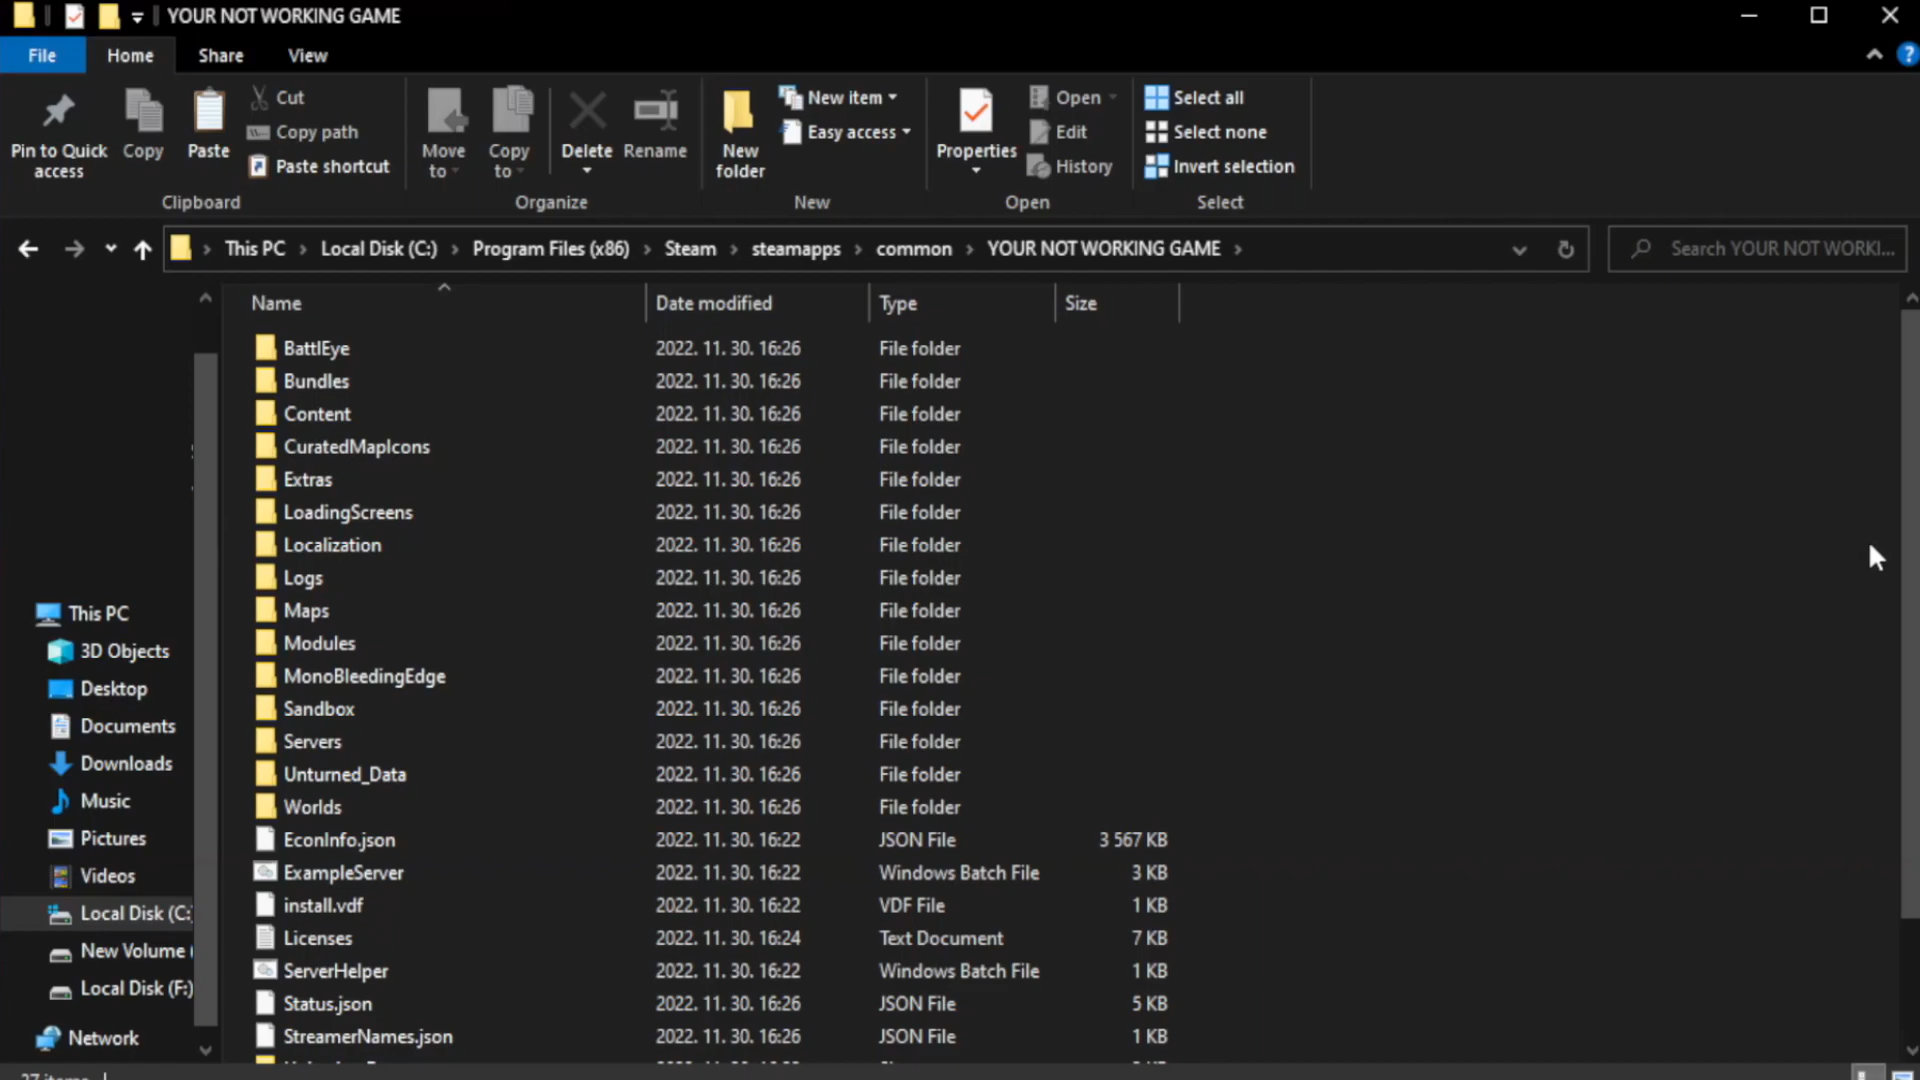 YOUR NOT WORKING GAME
File Home Share View
Pin to Quick access
Copy
Paste
Cut
Copy path
Paste shortcut
Clipboard
Move to
Copy to
Delete
Rename
Organize
New folder
New item
Easy access
New
Properties
Open
Edit
History
Open
Select all
Select none
Invert selection
Select
This PC Local Disk (C:) Program Files (x86) Steam steamapps common YOUR NOT WORKING GAME
Search YOUR NOT WORKI...
Name Date modified Type Size
BattlEye 2022. 11. 30. 16:26 File folder
Bundles 2022. 11. 30. 16:26 File folder
Content 2022. 11. 30. 16:26 File folder
CuratedMapIcons 2022. 11. 30. 16:26 File folder
Extras 2022. 11. 30. 16:26 File folder
LoadingScreens 2022. 11. 30. 16:26 File folder
Localization 2022. 11. 30. 16:26 File folder
Logs 2022. 11. 30. 16:26 File folder
Maps 2022. 11. 30. 16:26 File folder
Modules 2022. 11. 30. 16:26 File folder
MonoBleedingEdge 2022. 11. 30. 16:26 File folder
Sandbox 2022. 11. 30. 16:26 File folder
Servers 2022. 11. 30. 16:26 File folder
Unturned_Data 2022. 11. 30. 16:26 File folder
Worlds 2022. 11. 30. 16:26 File folder
EconInfo.json 2022. 11. 30. 16:22 JSON File 3 567 KB
ExampleServer 2022. 11. 30. 16:22 Windows Batch File 3 KB
install.vdf 2022. 11. 30. 16:22 VDF File 1 KB
Licenses 2022. 11. 30. 16:24 Text Document 7 KB
ServerHelper 2022. 11. 30. 16:22 Windows Batch File 1 KB
Status.json 2022. 11. 30. 16:26 JSON File 5 KB
StreamerNames.json 2022. 11. 30. 16:26 JSON File 1 KB
This PC
3D Objects
Desktop
Documents
Downloads
Music
Pictures
Videos
Local Disk (C:)
New Volume (
Local Disk (F:)
Network